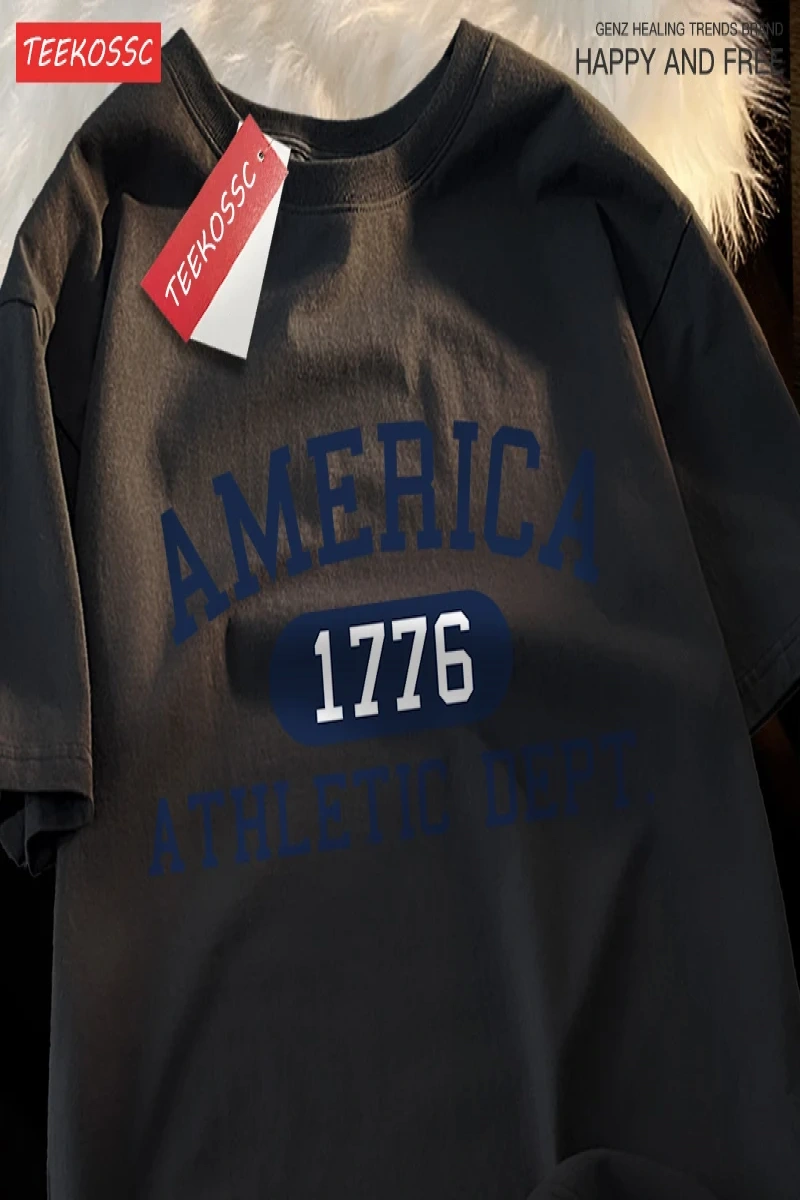 TEEKOSSC
GENZ HEALING TRENDS BRAND
HAPPY AND FREE
TEEKOSSC
AMERICA
1776
ATHLETIC DEPT.